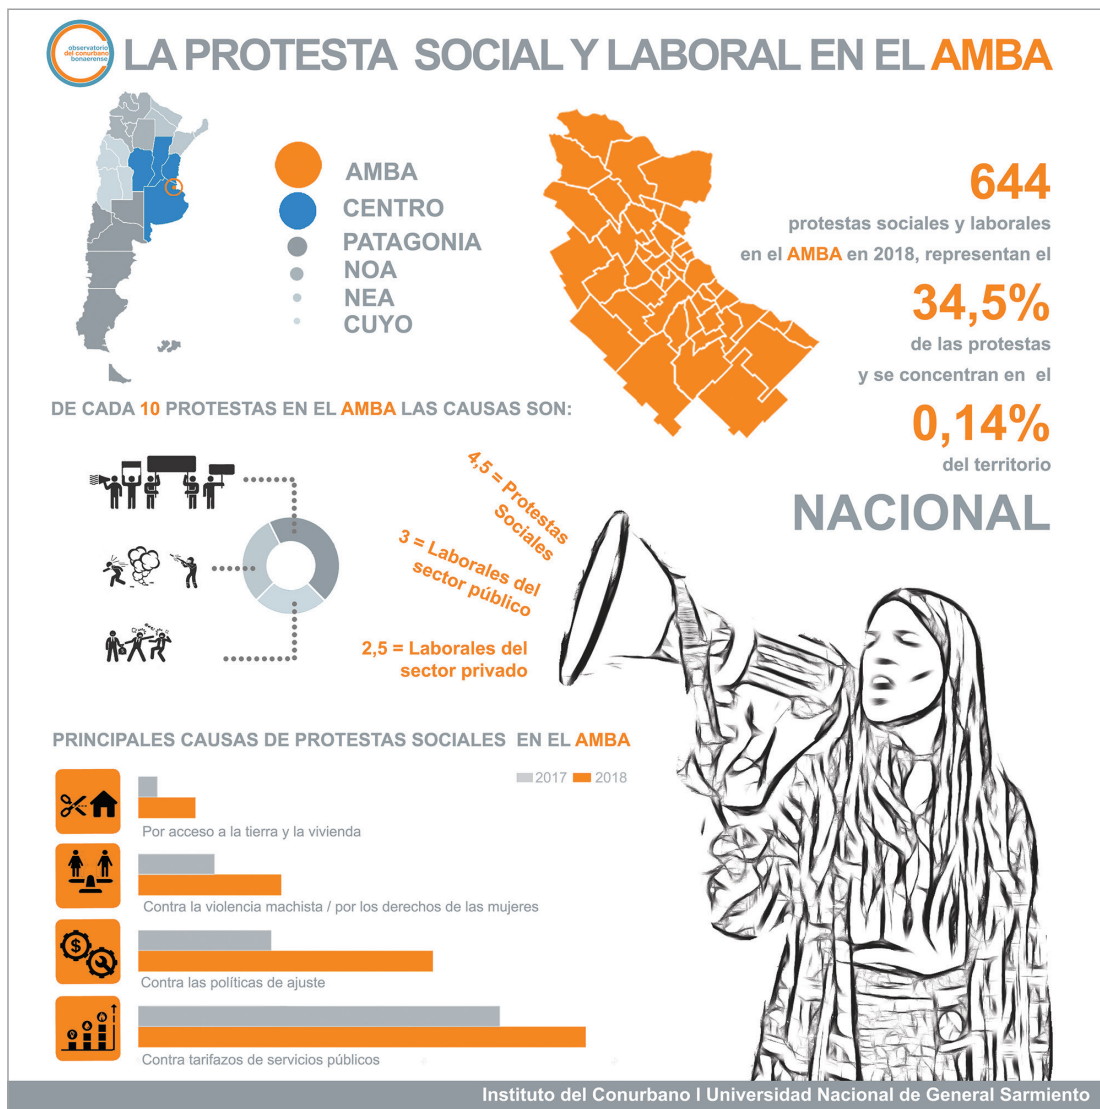 observatorio
del conurbano
bonaerense
LA PROTESTA SOCIAL Y LABORAL EN EL AMBA
AMBA
CENTRO
PATAGONIA
NOA
NEA
CUYO
644
protestas sociales y laborales
en el AMBA en 2018, representan el
34,5%
de las protestas
y se concentran en el
0,14%
del territorio
NACIONAL
DE CADA 10 PROTESTAS EN EL AMBA LAS CAUSAS SON:
4,5 = Protestas
Sociales
3 = Laborales del
sector público
2,5 = Laborales del
sector privado
PRINCIPALES CAUSAS DE PROTESTAS SOCIALES EN EL AMBA
2017 2018
Por acceso a la tierra y la vivienda
Contra la violencia machista / por los derechos de las mujeres
$
Contra las políticas de ajuste
Contra tarifazos de servicios públicos
Instituto del Conurbano I Universidad Nacional de General Sarmiento